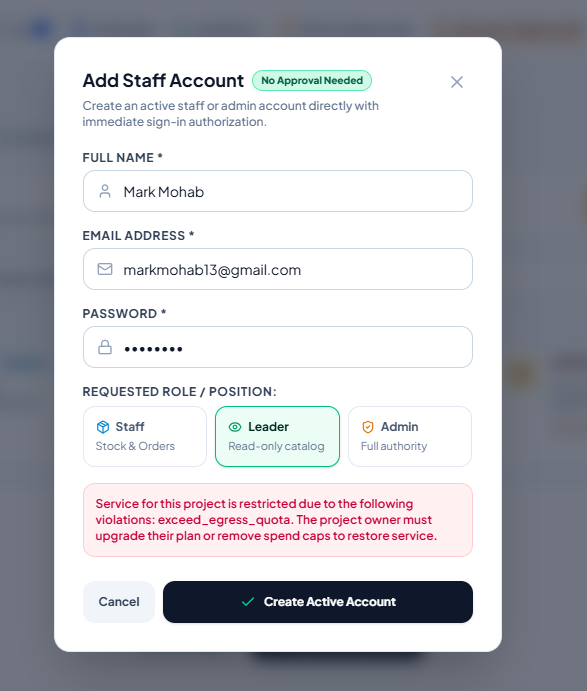 Add Staff Account
No Approval Needed
Create an active staff or admin account directly with
immediate sign-in authorization.
FULL NAME *
Mark Mohab
EMAIL ADDRESS *
markmohab13@gmail.com
PASSWORD *
••••••••
REQUESTED ROLE / POSITION:
Staff
Stock & Orders
Leader
Read-only catalog
Admin
Full authority
Service for this project is restricted due to the following
violations: exceed_egress_quota. The project owner must
upgrade their plan or remove spend caps to restore service.
Cancel
Create Active Account